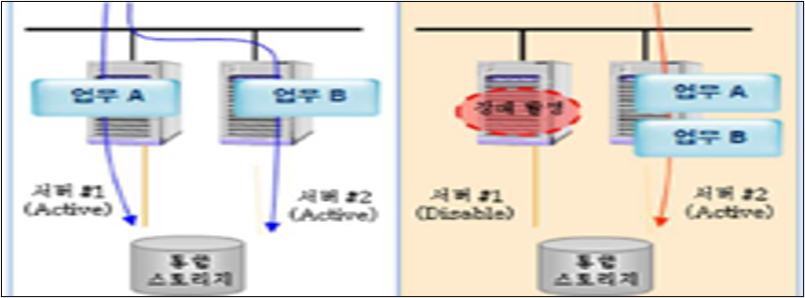 업무 A
업무 B
서버 #1
(Active)
서버 #2
(Active)
통합
스토리지
장애 발생
업무 A
업무 B
서버 #1
(Disable)
서버 #2
(Active)
통합
스토리지